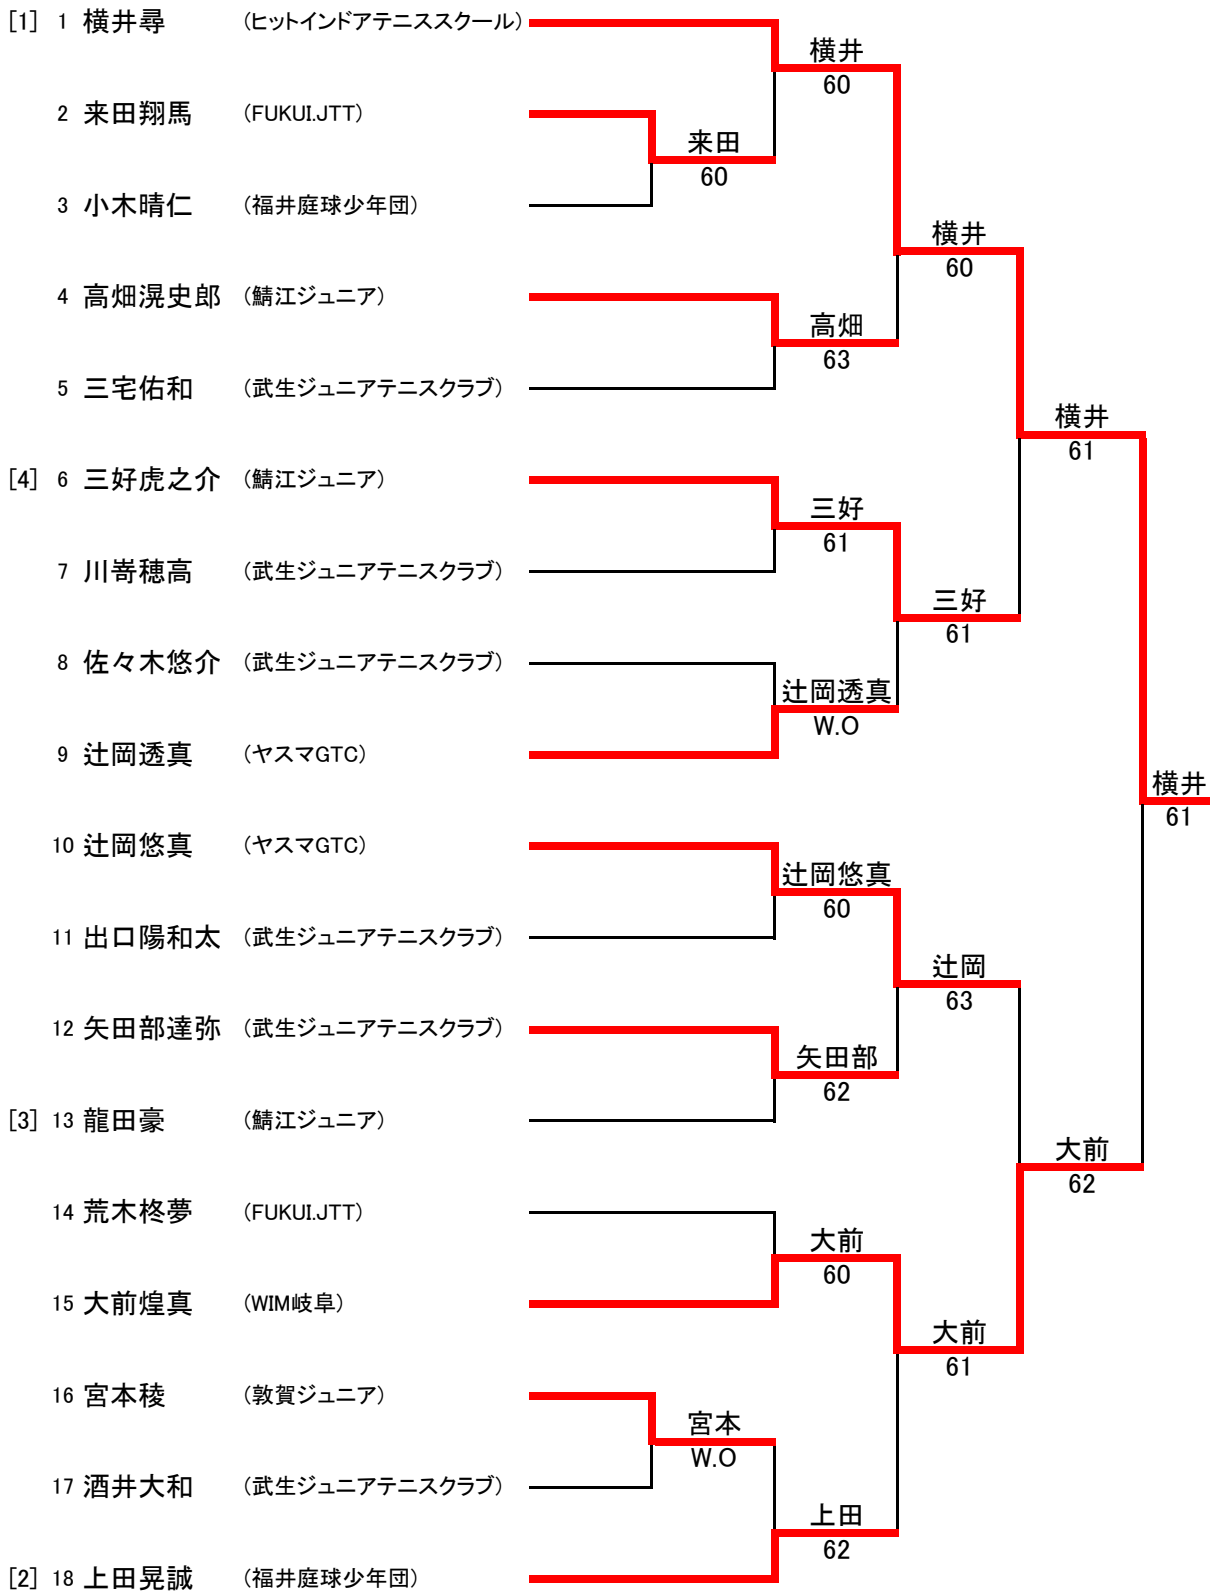 [1] 1 横井尋 (ヒットインドアテニススクール)
横井
60
2 来田翔馬 (FUKUI.JTT)
来田
60
3 小木晴仁 (福井庭球少年団)
横井
60
4 高畑滉史郎 (鯖江ジュニア)
高畑
63
5 三宅佑和 (武生ジュニアテニスクラブ)
横井
61
[4] 6 三好虎之介 (鯖江ジュニア)
三好
61
7 川嵜穂高 (武生ジュニアテニスクラブ)
三好
61
8 佐々木悠介 (武生ジュニアテニスクラブ)
辻岡透真
W.O
9 辻岡透真 (ヤスマGTC)
横井
61
10 辻岡悠真 (ヤスマGTC)
辻岡悠真
60
11 出口陽和太 (武生ジュニアテニスクラブ)
辻岡
63
12 矢田部達弥 (武生ジュニアテニスクラブ)
矢田部
62
[3] 13 龍田豪 (鯖江ジュニア)
大前
62
14 荒木柊夢 (FUKUI.JTT)
大前
60
15 大前煌真 (WIM岐阜)
大前
61
16 宮本稜 (敦賀ジュニア)
宮本
W.O
17 酒井大和 (武生ジュニアテニスクラブ)
上田
62
[2] 18 上田晃誠 (福井庭球少年団)